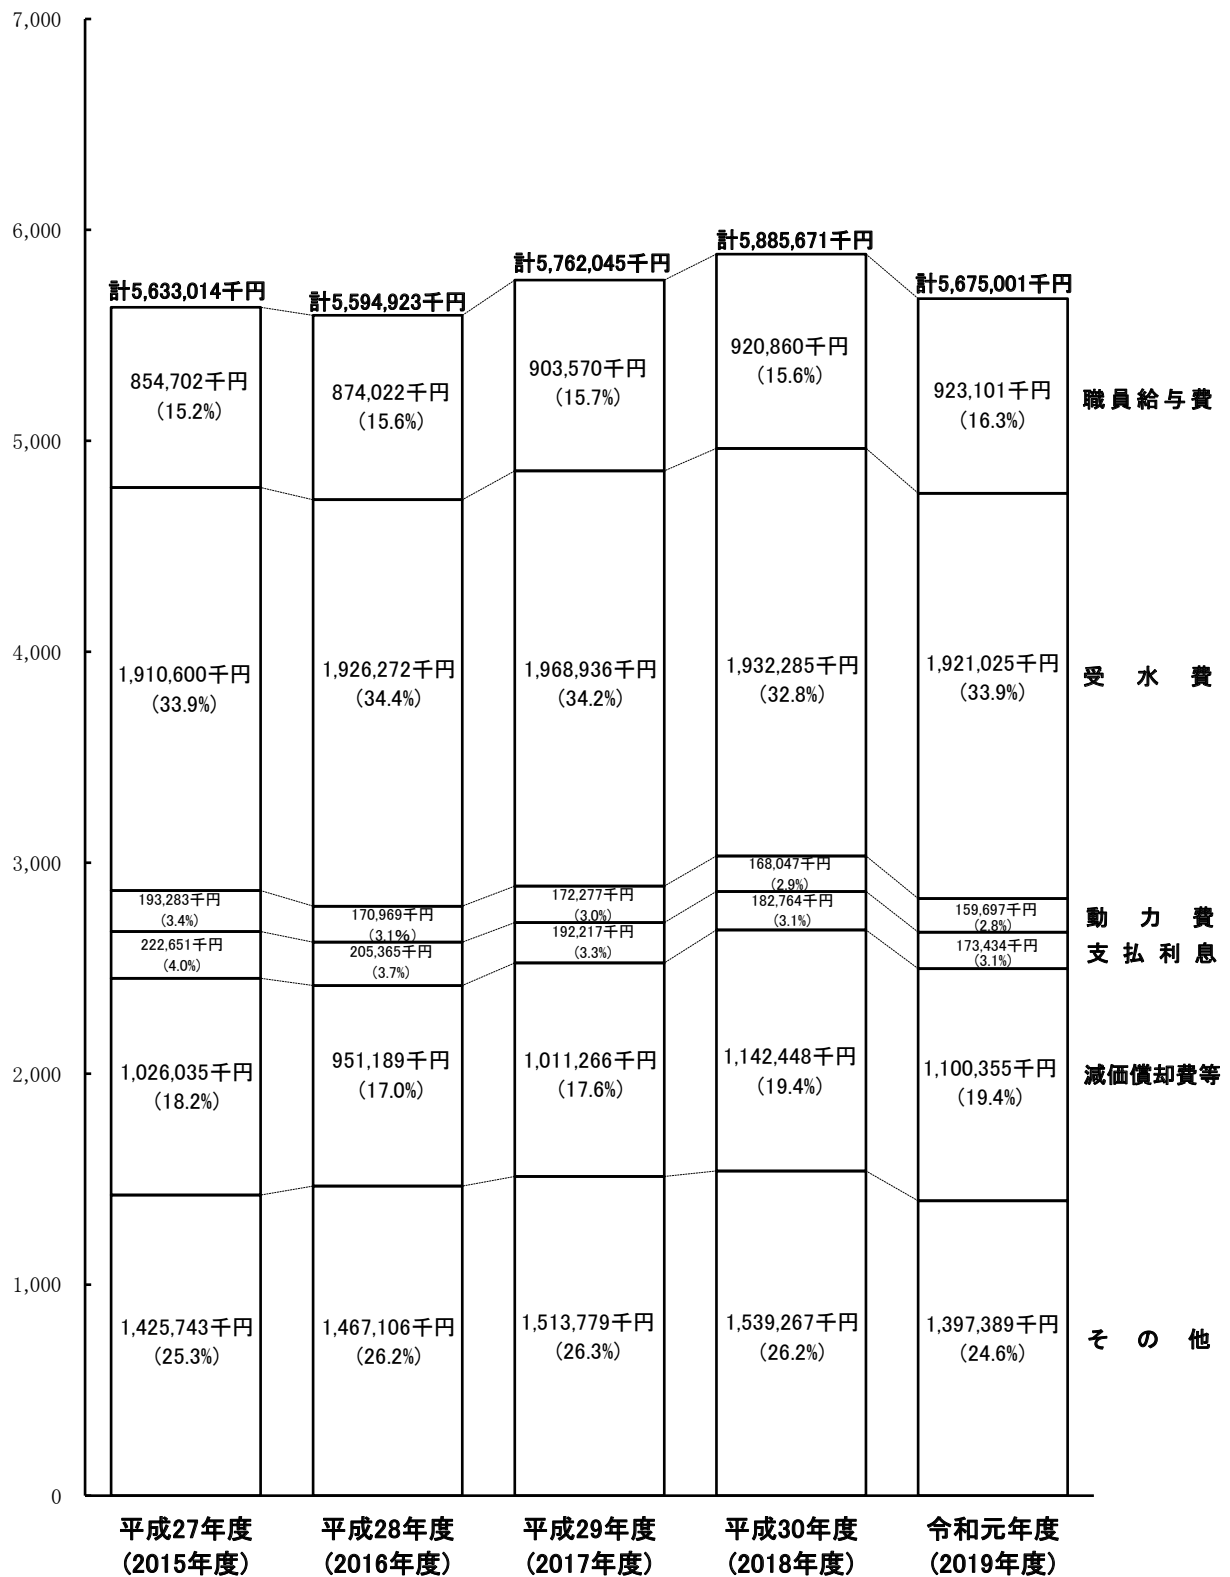 7,000
6,000
5,000
4,000
3,000
2,000
1,000
0
計5,633,014千円
854,702千円
(15.2%)
1,910,600千円
(33.9%)
193,283千円
(3.4%)
222,651千円
(4.0%)
1,026,035千円
(18.2%)
1,425,743千円
(25.3%)
平成27年度
(2015年度)
計5,594,923千円
874,022千円
(15.6%)
1,926,272千円
(34.4%)
170,969千円
(3.1%)
205,365千円
(3.7%)
951,189千円
(17.0%)
1,467,106千円
(26.2%)
平成28年度
(2016年度)
計5,762,045千円
903,570千円
(15.7%)
1,968,936千円
(34.2%)
172,277千円
(3.0%)
192,217千円
(3.3%)
1,011,266千円
(17.6%)
1,513,779千円
(26.3%)
平成29年度
(2017年度)
計5,885,671千円
920,860千円
(15.6%)
1,932,285千円
(32.8%)
168,047千円
(2.9%)
182,764千円
(3.1%)
1,142,448千円
(19.4%)
1,539,267千円
(26.2%)
平成30年度
(2018年度)
計5,675,001千円
923,101千円
(16.3%)
1,921,025千円
(33.9%)
159,697千円
(2.8%)
173,434千円
(3.1%)
1,100,355千円
(19.4%)
1,397,389千円
(24.6%)
令和元年度
(2019年度)
職員給与費
受水費
動力費
支払利息
減価償却費等
その他